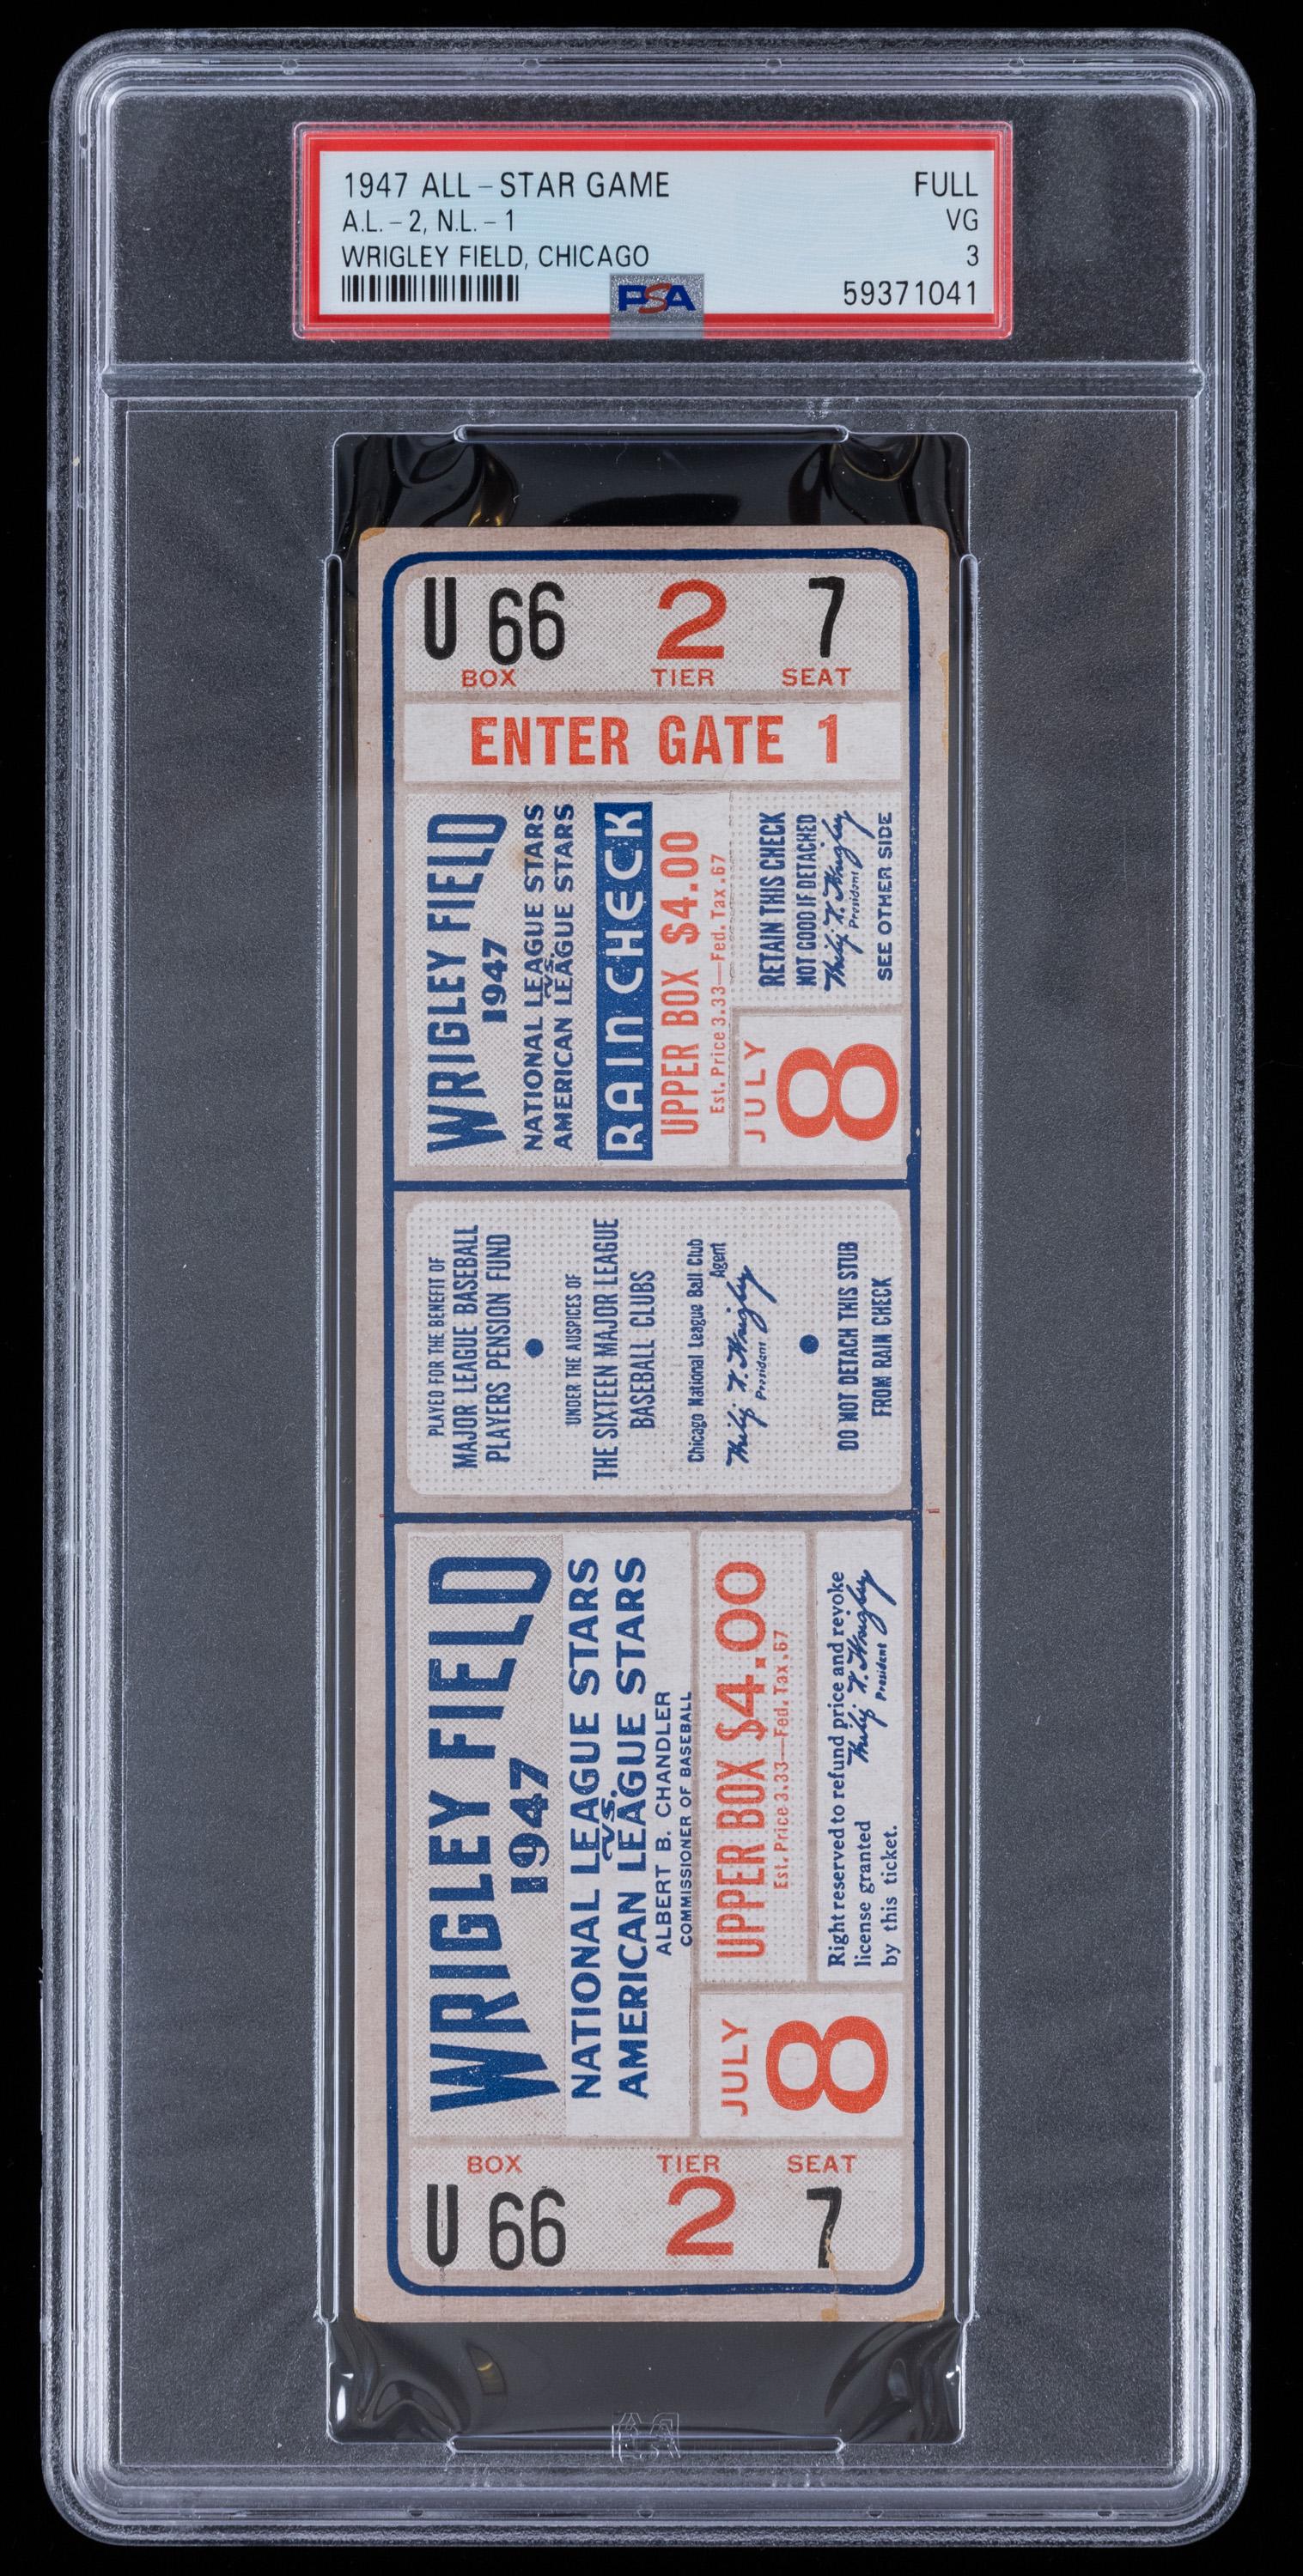 1947 ALL-STAR GAME FULL
A.L.-2, N.L.-1 VG
WRIGLEY FIELD, CHICAGO 3
PSA 59371041
U 66 2 7
BOX TIER SEAT
ENTER GATE 1
WRIGLEY FIELD
1947
NATIONAL LEAGUE STARS
VS.
AMERICAN LEAGUE STARS
RAIN CHECK
UPPER BOX $4.00
Est. Price 3.33—Fed. Tax .67
JULY
8
RETAIN THIS CHECK
NOT GOOD IF DETACHED
Philip K. Wrigley
President
SEE OTHER SIDE
PLAYED FOR THE BENEFIT OF
MAJOR LEAGUE BASEBALL
PLAYERS PENSION FUND
UNDER THE AUSPICES OF
THE SIXTEEN MAJOR LEAGUE
BASEBALL CLUBS
Chicago National League Ball Club
Agent
Philip K. Wrigley
President
DO NOT DETACH THIS STUB
FROM RAIN CHECK
WRIGLEY FIELD
1947
NATIONAL LEAGUE STARS
VS.
AMERICAN LEAGUE STARS
ALBERT B. CHANDLER
COMMISSIONER OF BASEBALL
UPPER BOX $4.00
Est. Price 3.33—Fed. Tax .67
JULY
8
Right reserved to refund price and revoke
license granted
by this ticket.
Philip K. Wrigley
President
BOX TIER SEAT
U 66 2 7